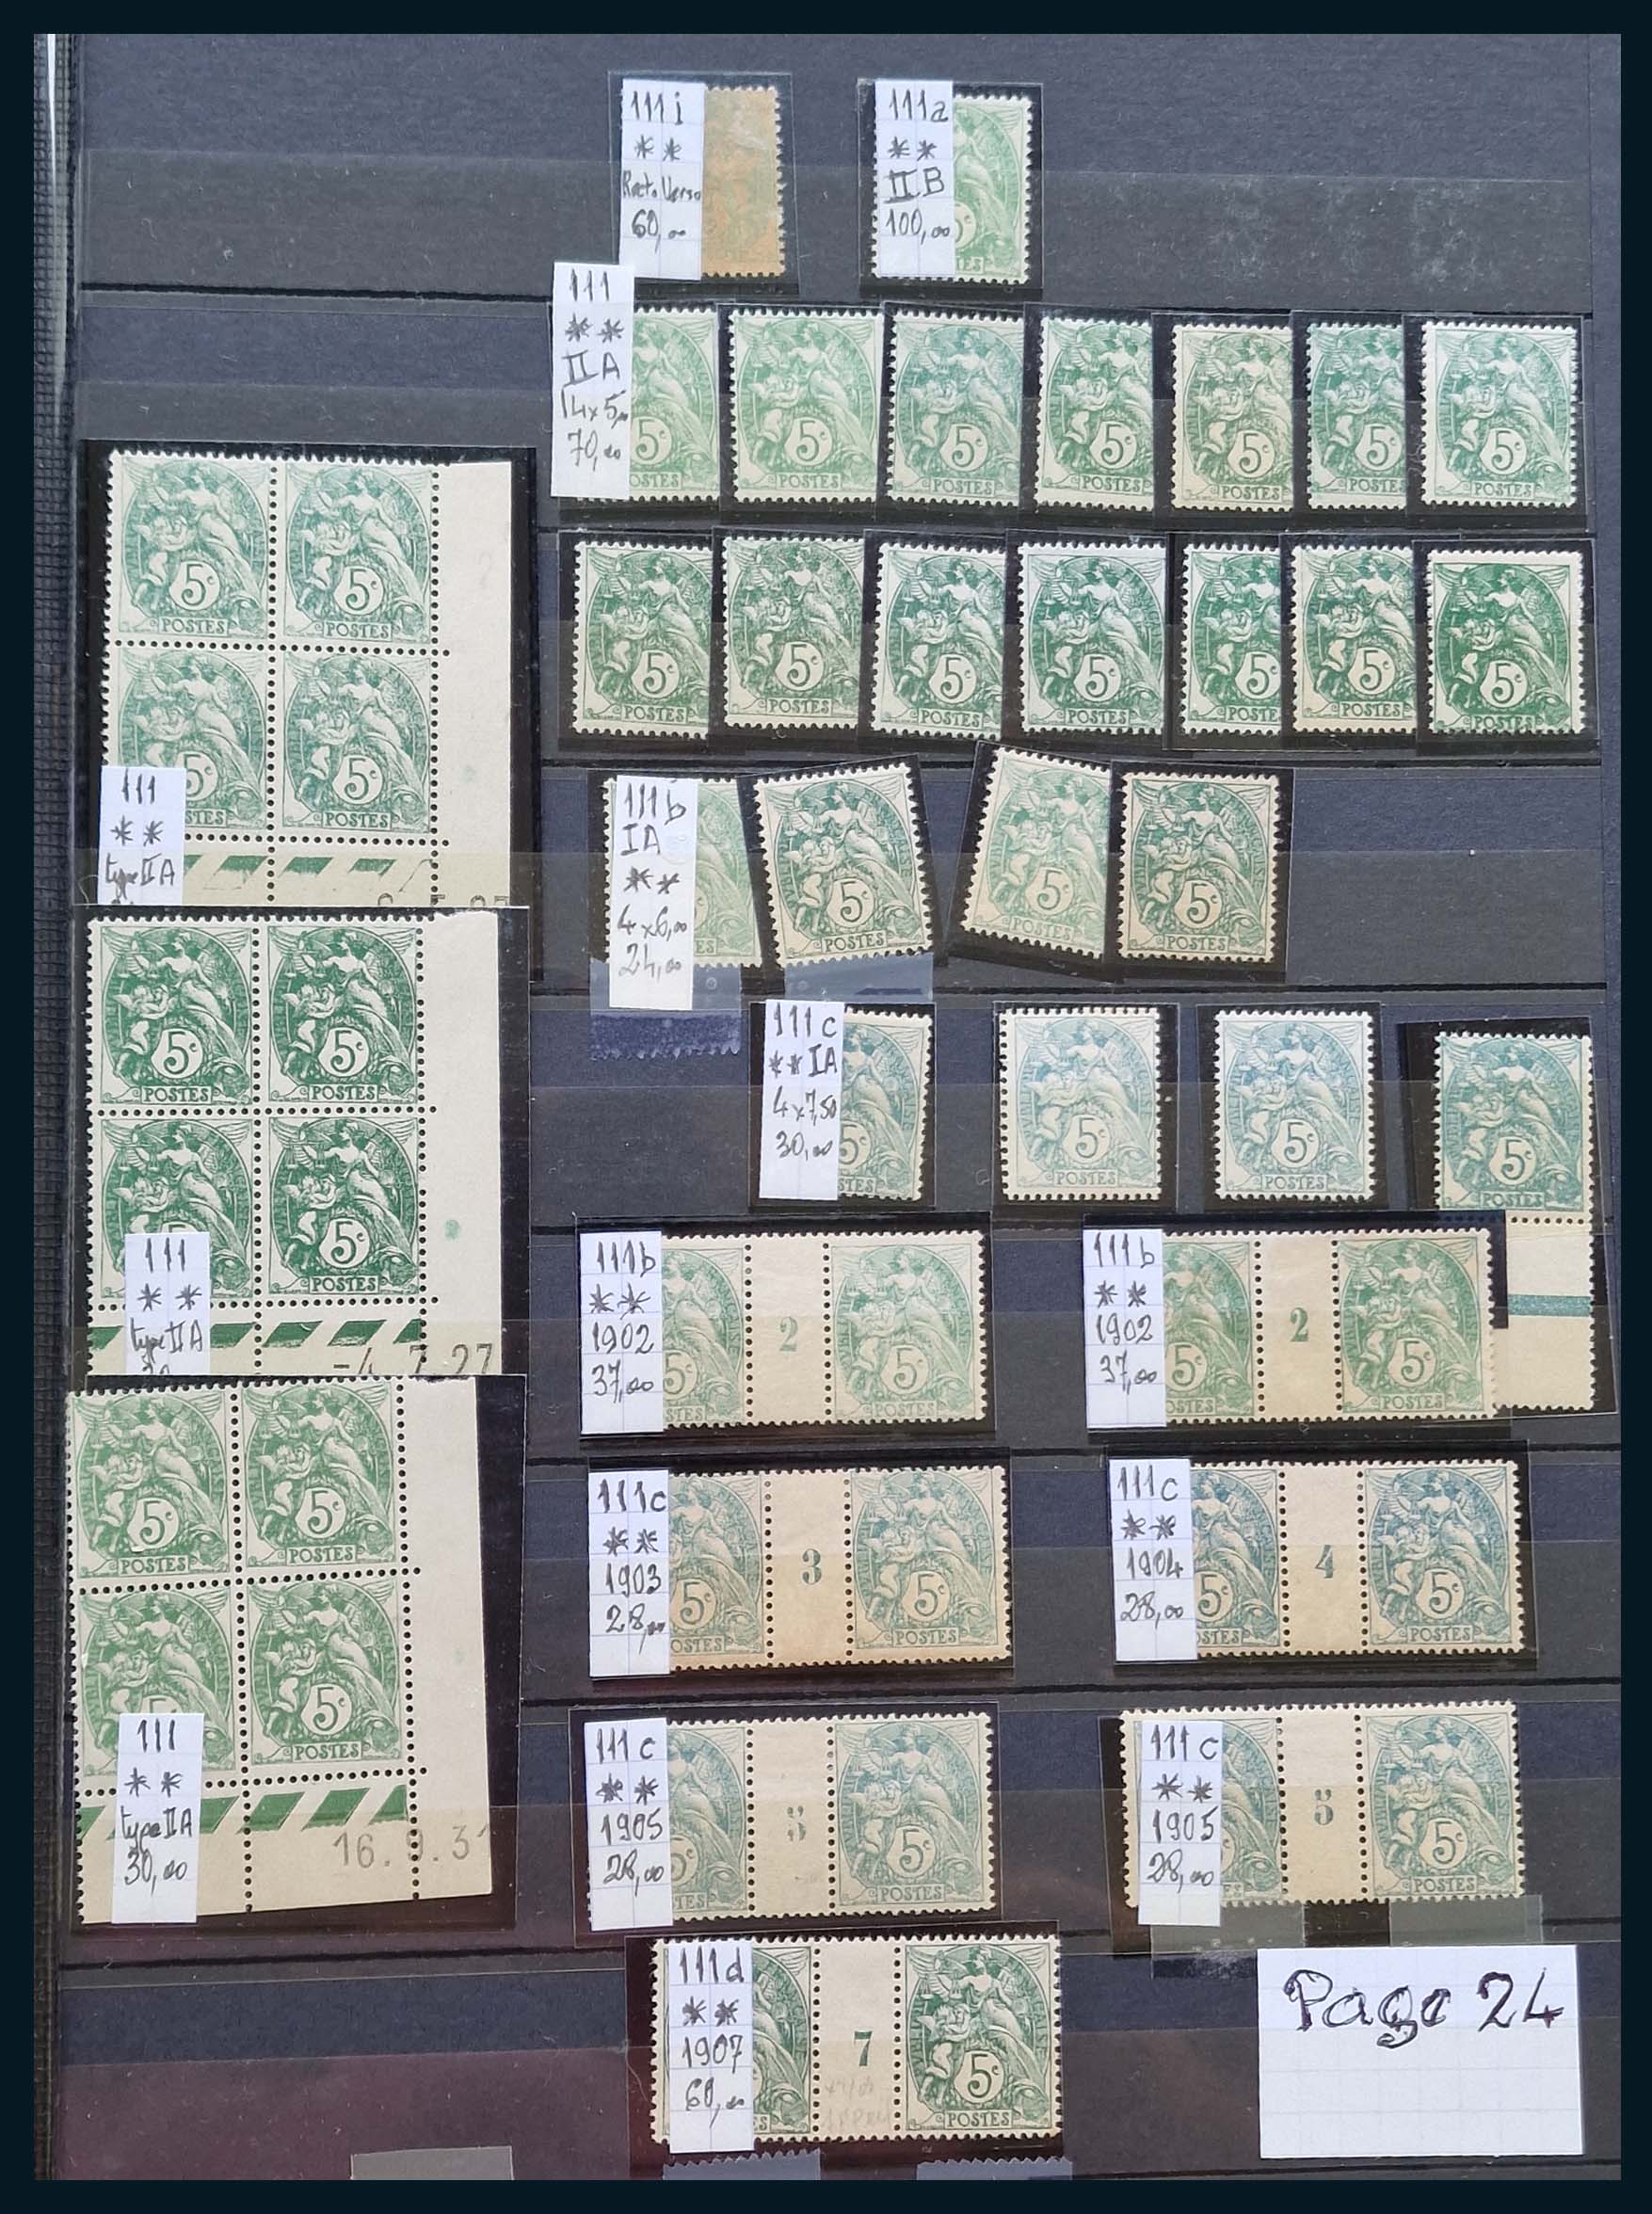 111i
**
Recto Verso
60,00
111a
**
II B
100,00
111
**
II A
14x5,00
70,00
5c
POSTES
111
**
type II A
111b
IA
**
4x6,00
24,00
111c
** IA
4x7,50
30,00
111
**
type II A
-4.7.27
111b
**
1902
37,00
2
111b
**
1902
37,00
2
111c
**
1903
28,00
3
111c
**
1904
28,00
4
111
**
type II A
30,00
16.9.31
111c
**
1905
28,00
111c
**
1905
28,00
5
111d
**
1907
60,00
7
Page 24